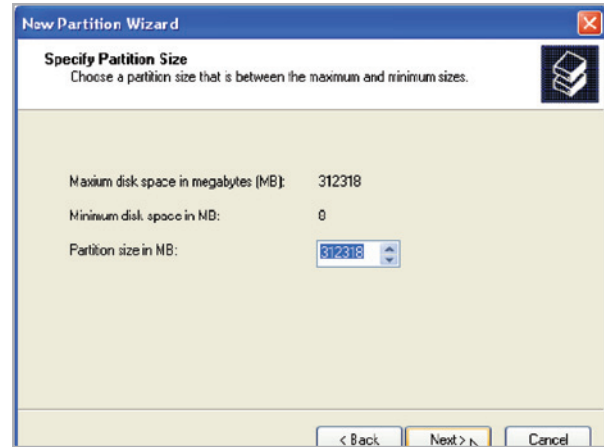 New Partition Wizard
Specify Partition Size
Choose a partition size that is between the maximum and minimum sizes.
Maxium disk space in megabytes (MB): 312318
Minimum disk space in MB: 8
Partition size in MB: 312318
< Back Next > Cancel